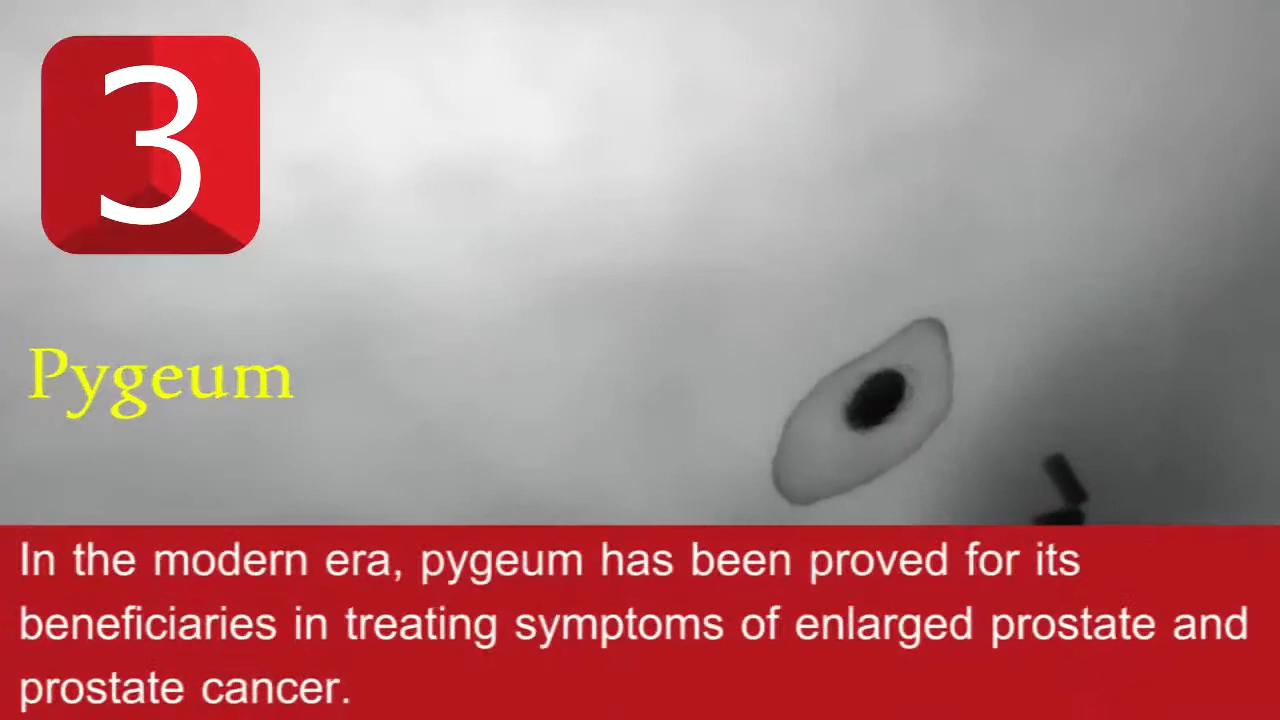 3
Pygeum
In the modern era, pygeum has been proved for its
beneficiaries in treating symptoms of enlarged prostate and
prostate cancer.